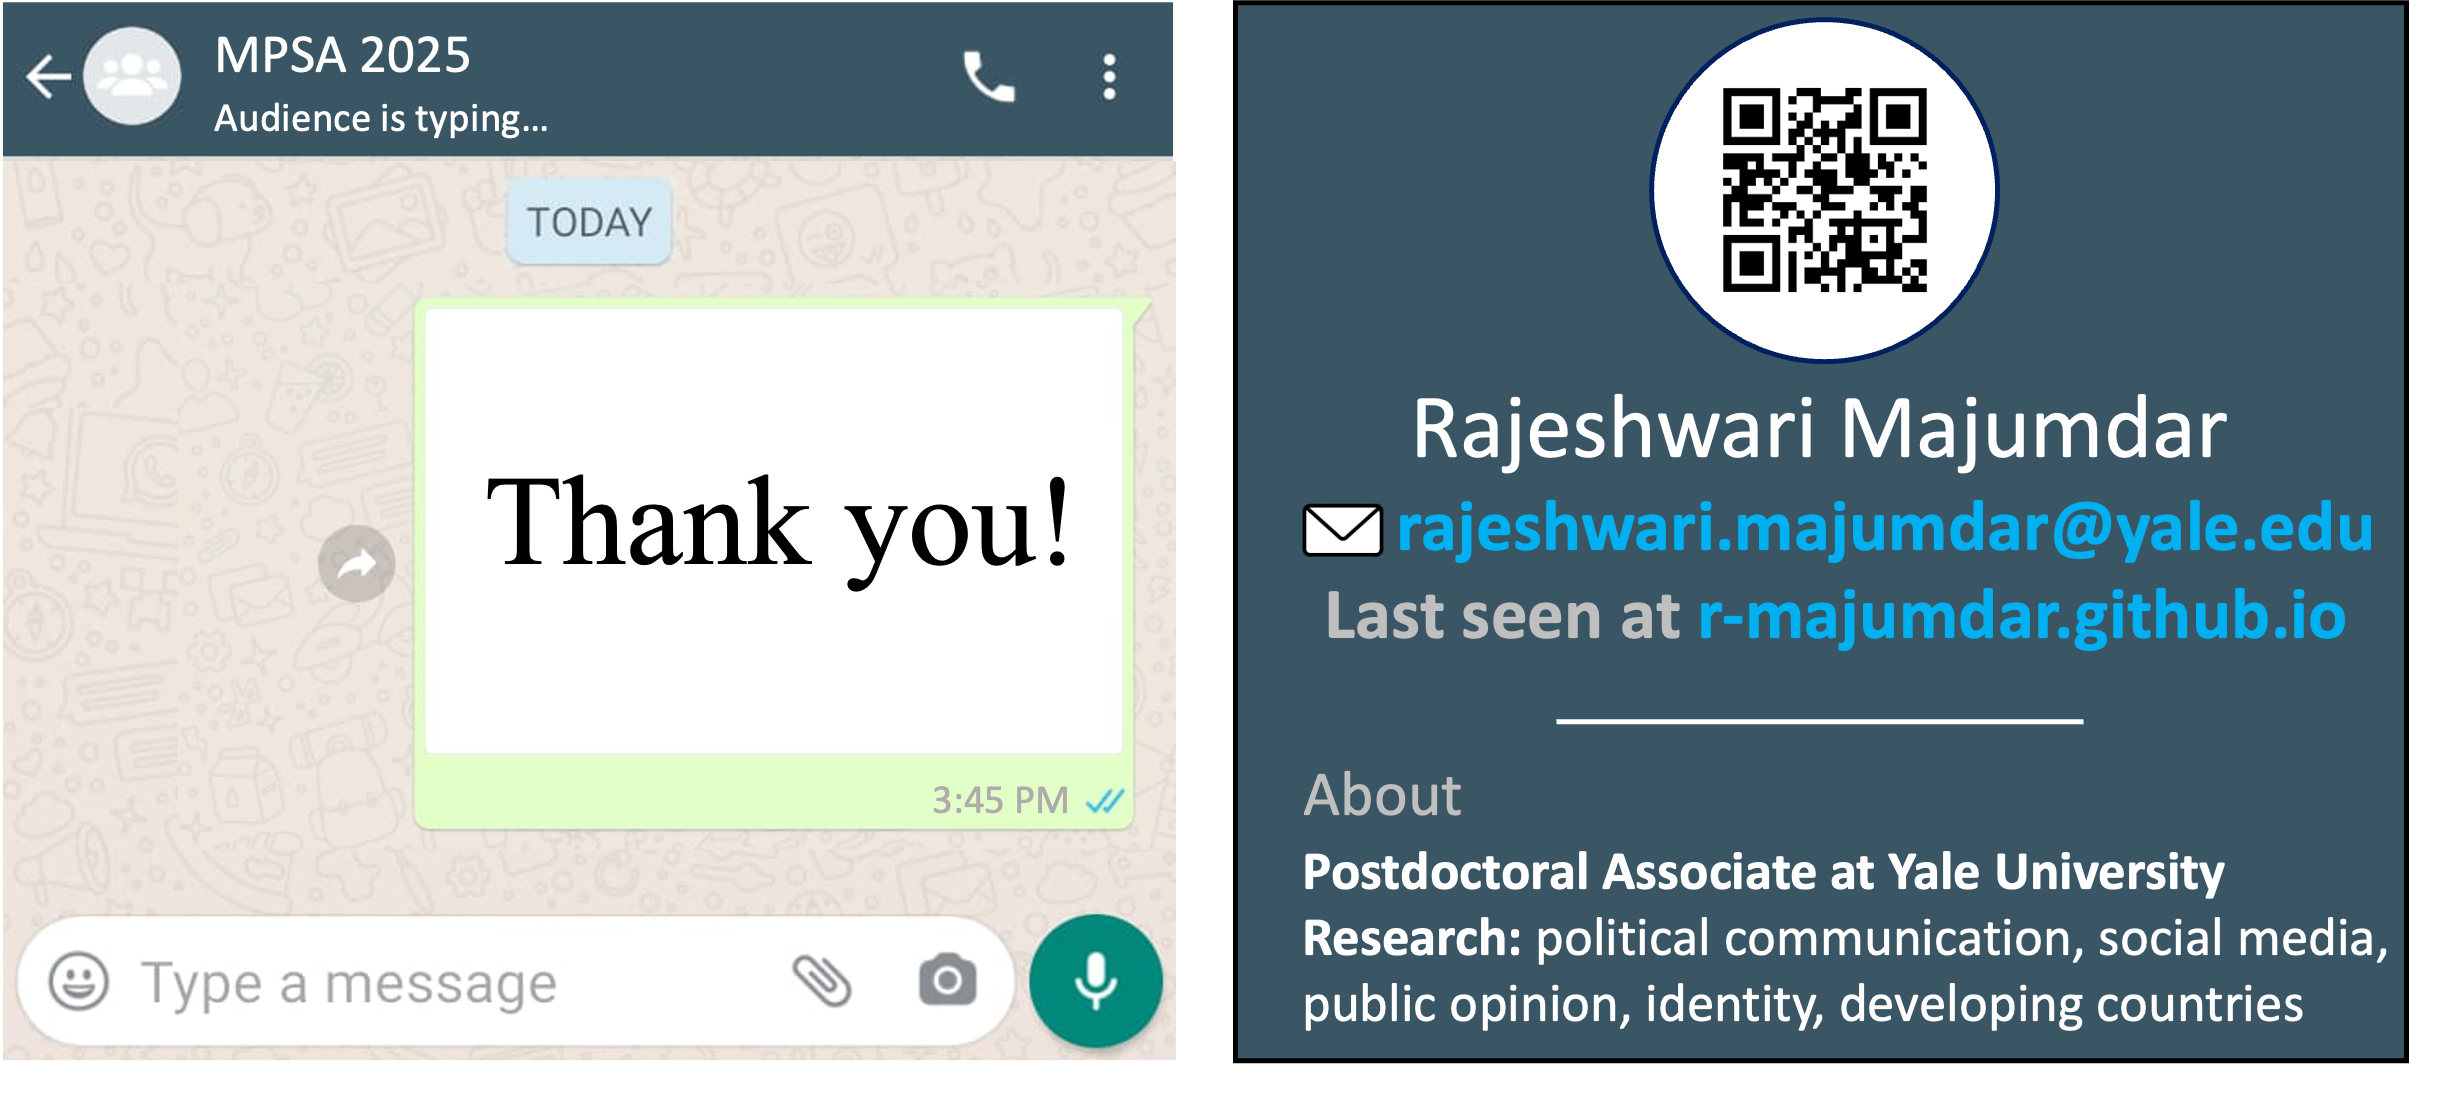 MPSA 2025
Audience is typing...
TODAY
Thank you!
3:45 PM
Type a message
Rajeshwari Majumdar
rajeshwari.majumdar@yale.edu
Last seen at r-majumdar.github.io
About
Postdoctoral Associate at Yale University
Research: political communication, social media,
public opinion, identity, developing countries